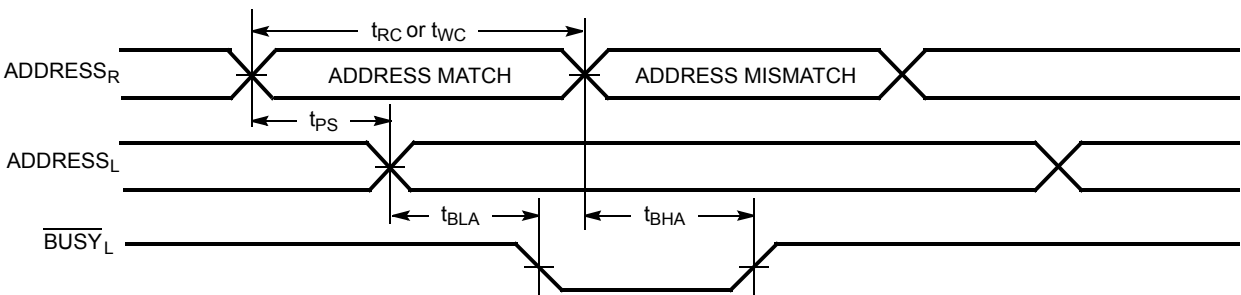 tRC or tWC
ADDRESSR
ADDRESS MATCH
ADDRESS MISMATCH
tPS
ADDRESSL
tBLA
tBHA
BUSYL